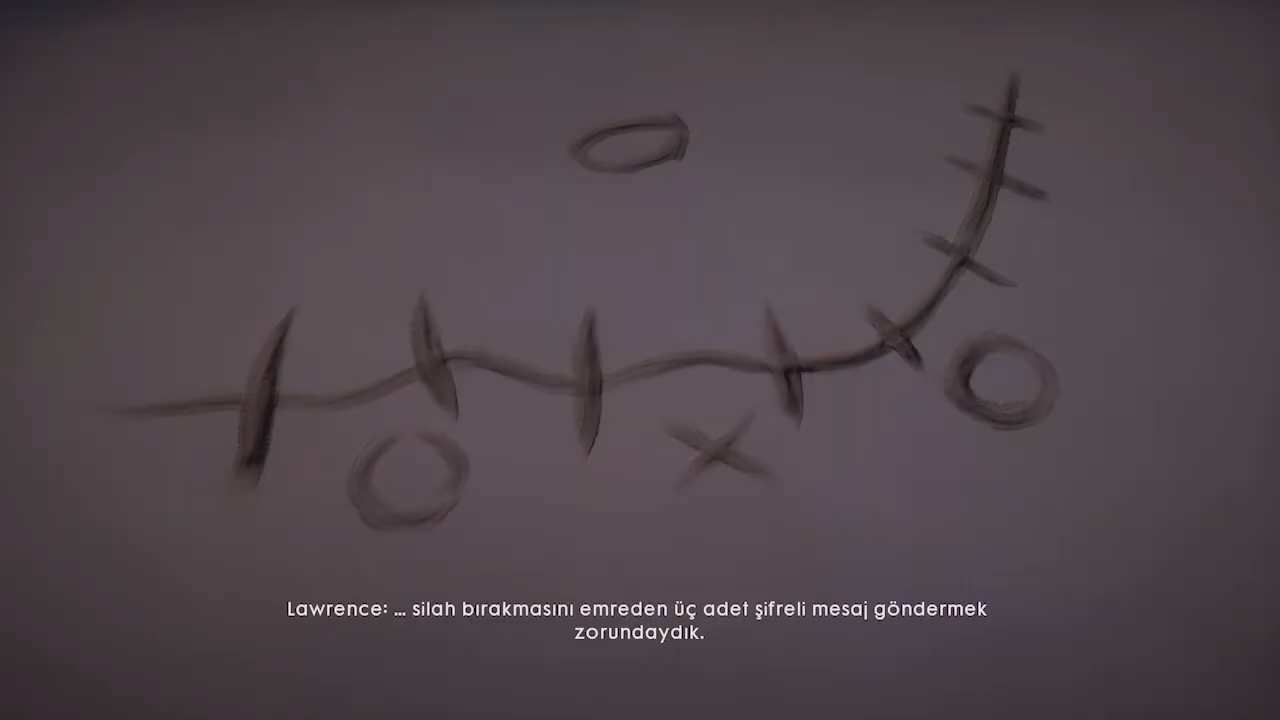 Lawrence: ... silah bırakmasını emreden üç adet şifreli mesaj göndermek
zorundaydık.